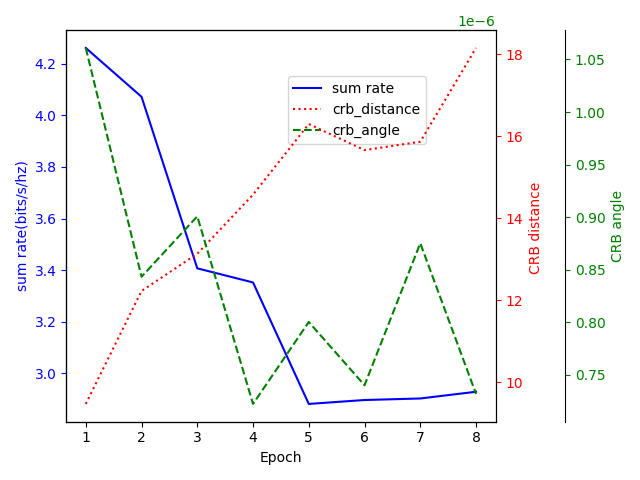 1e−6
4.2
4.0
3.8
3.6
3.4
3.2
3.0
sum rate(bits/s/hz)
sum rate
crb_distance
crb_angle
18
16
14
12
10
CRB distance
1.05
1.00
0.95
0.90
0.85
0.80
0.75
CRB angle
1 2 3 4 5 6 7 8
Epoch